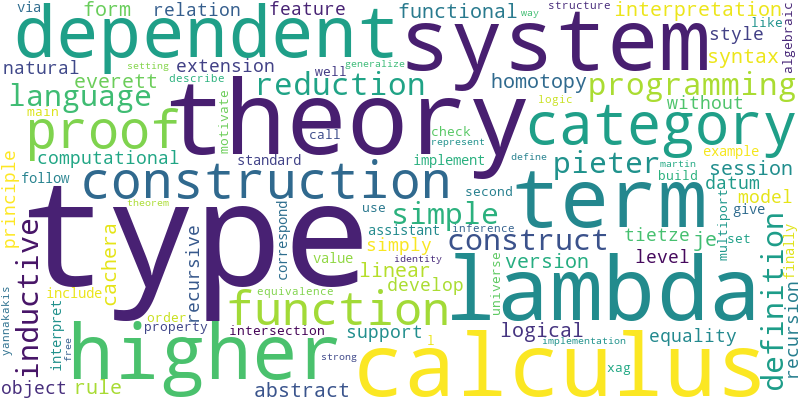 via form relation feature functional way structure interpretation algebraic
dependent system style like
natural setting generalize syntax
everett extension describe well homotopy programming
language reduction logic
motivate theory category without
main call check represent
proof computational standard implement define pieter session example martin build datum
follow construction term second model
principle theorem use assistant simple inference give
type correspond construct tietze je set multiport finally
inductive cachera recursive value simply identity version level universe definition
include linear develop lambda
interpret order function equivalence support logical equality recursion
yannakakis property intersection l implementation
free higher strong calculus xag
object rule abstract